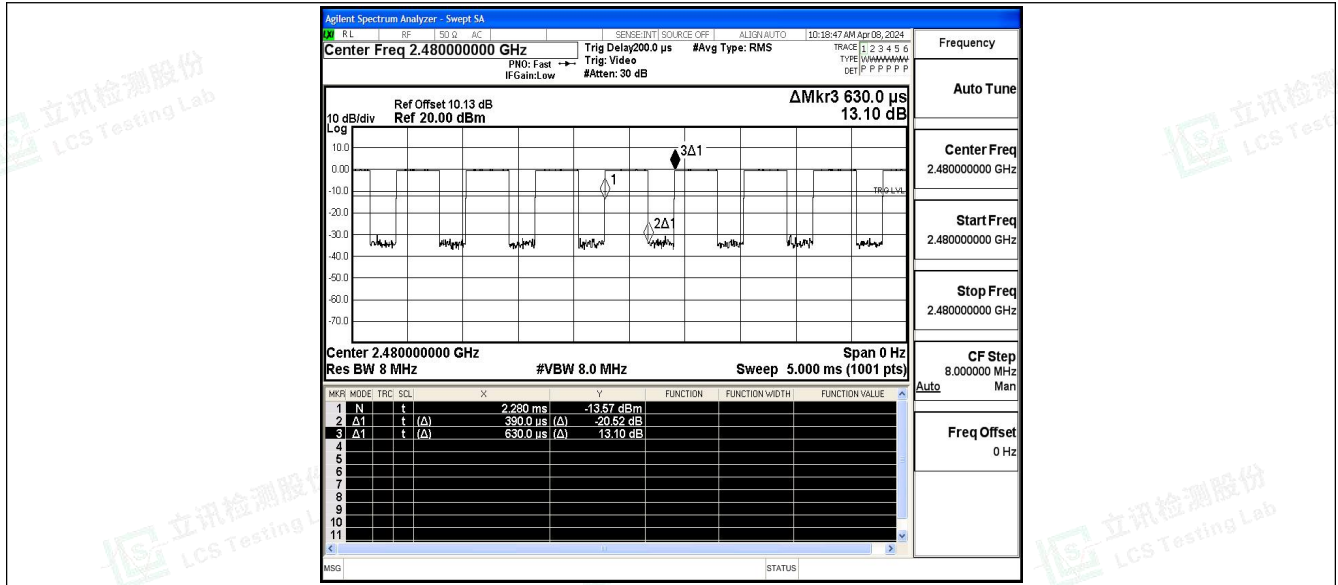 Agilent Spectrum Analyzer - Swept SA
LXI RL RF 50 Ω AC SENSE:INT SOURCE OFF ALIGN AUTO 10:18:47 AM Apr 08, 2024
Center Freq 2.480000000 GHz
PNO: Fast
IFGain:Low
Trig Delay200.0 µs
Trig: Video
#Atten: 30 dB
#Avg Type: RMS
TRACE 1 2 3 4 5 6
TYPE WWWWWW
DET P P P P P P
Frequency
Auto Tune
Ref Offset 10.13 dB
10 dB/div Ref 20.00 dBm
Log
ΔMkr3 630.0 µs
13.10 dB
10.0
0.00
-10.0
-20.0
-30.0
-40.0
-50.0
-60.0
-70.0
3Δ1
1
2Δ1
TRIG LVL
Center 2.480000000 GHz Span 0 Hz
Res BW 8 MHz #VBW 8.0 MHz Sweep 5.000 ms (1001 pts)
Center Freq
2.480000000 GHz
Start Freq
2.480000000 GHz
Stop Freq
2.480000000 GHz
CF Step
8.000000 MHz
Auto Man
Freq Offset
0 Hz
MKR MODE TRC SCL X Y FUNCTION FUNCTION WIDTH FUNCTION VALUE
1 N t 2.280 ms -13.57 dBm
2 Δ1 t (Δ) 390.0 µs (Δ) -20.52 dB
3 Δ1 t (Δ) 630.0 µs (Δ) 13.10 dB
4
5
6
7
8
9
10
11
MSG STATUS
立讯检测股份
LCS Testing Lab
立讯检测
LCS Test
立讯检测股
LCS Testing L
立讯检测股份
LCS Testing Lab